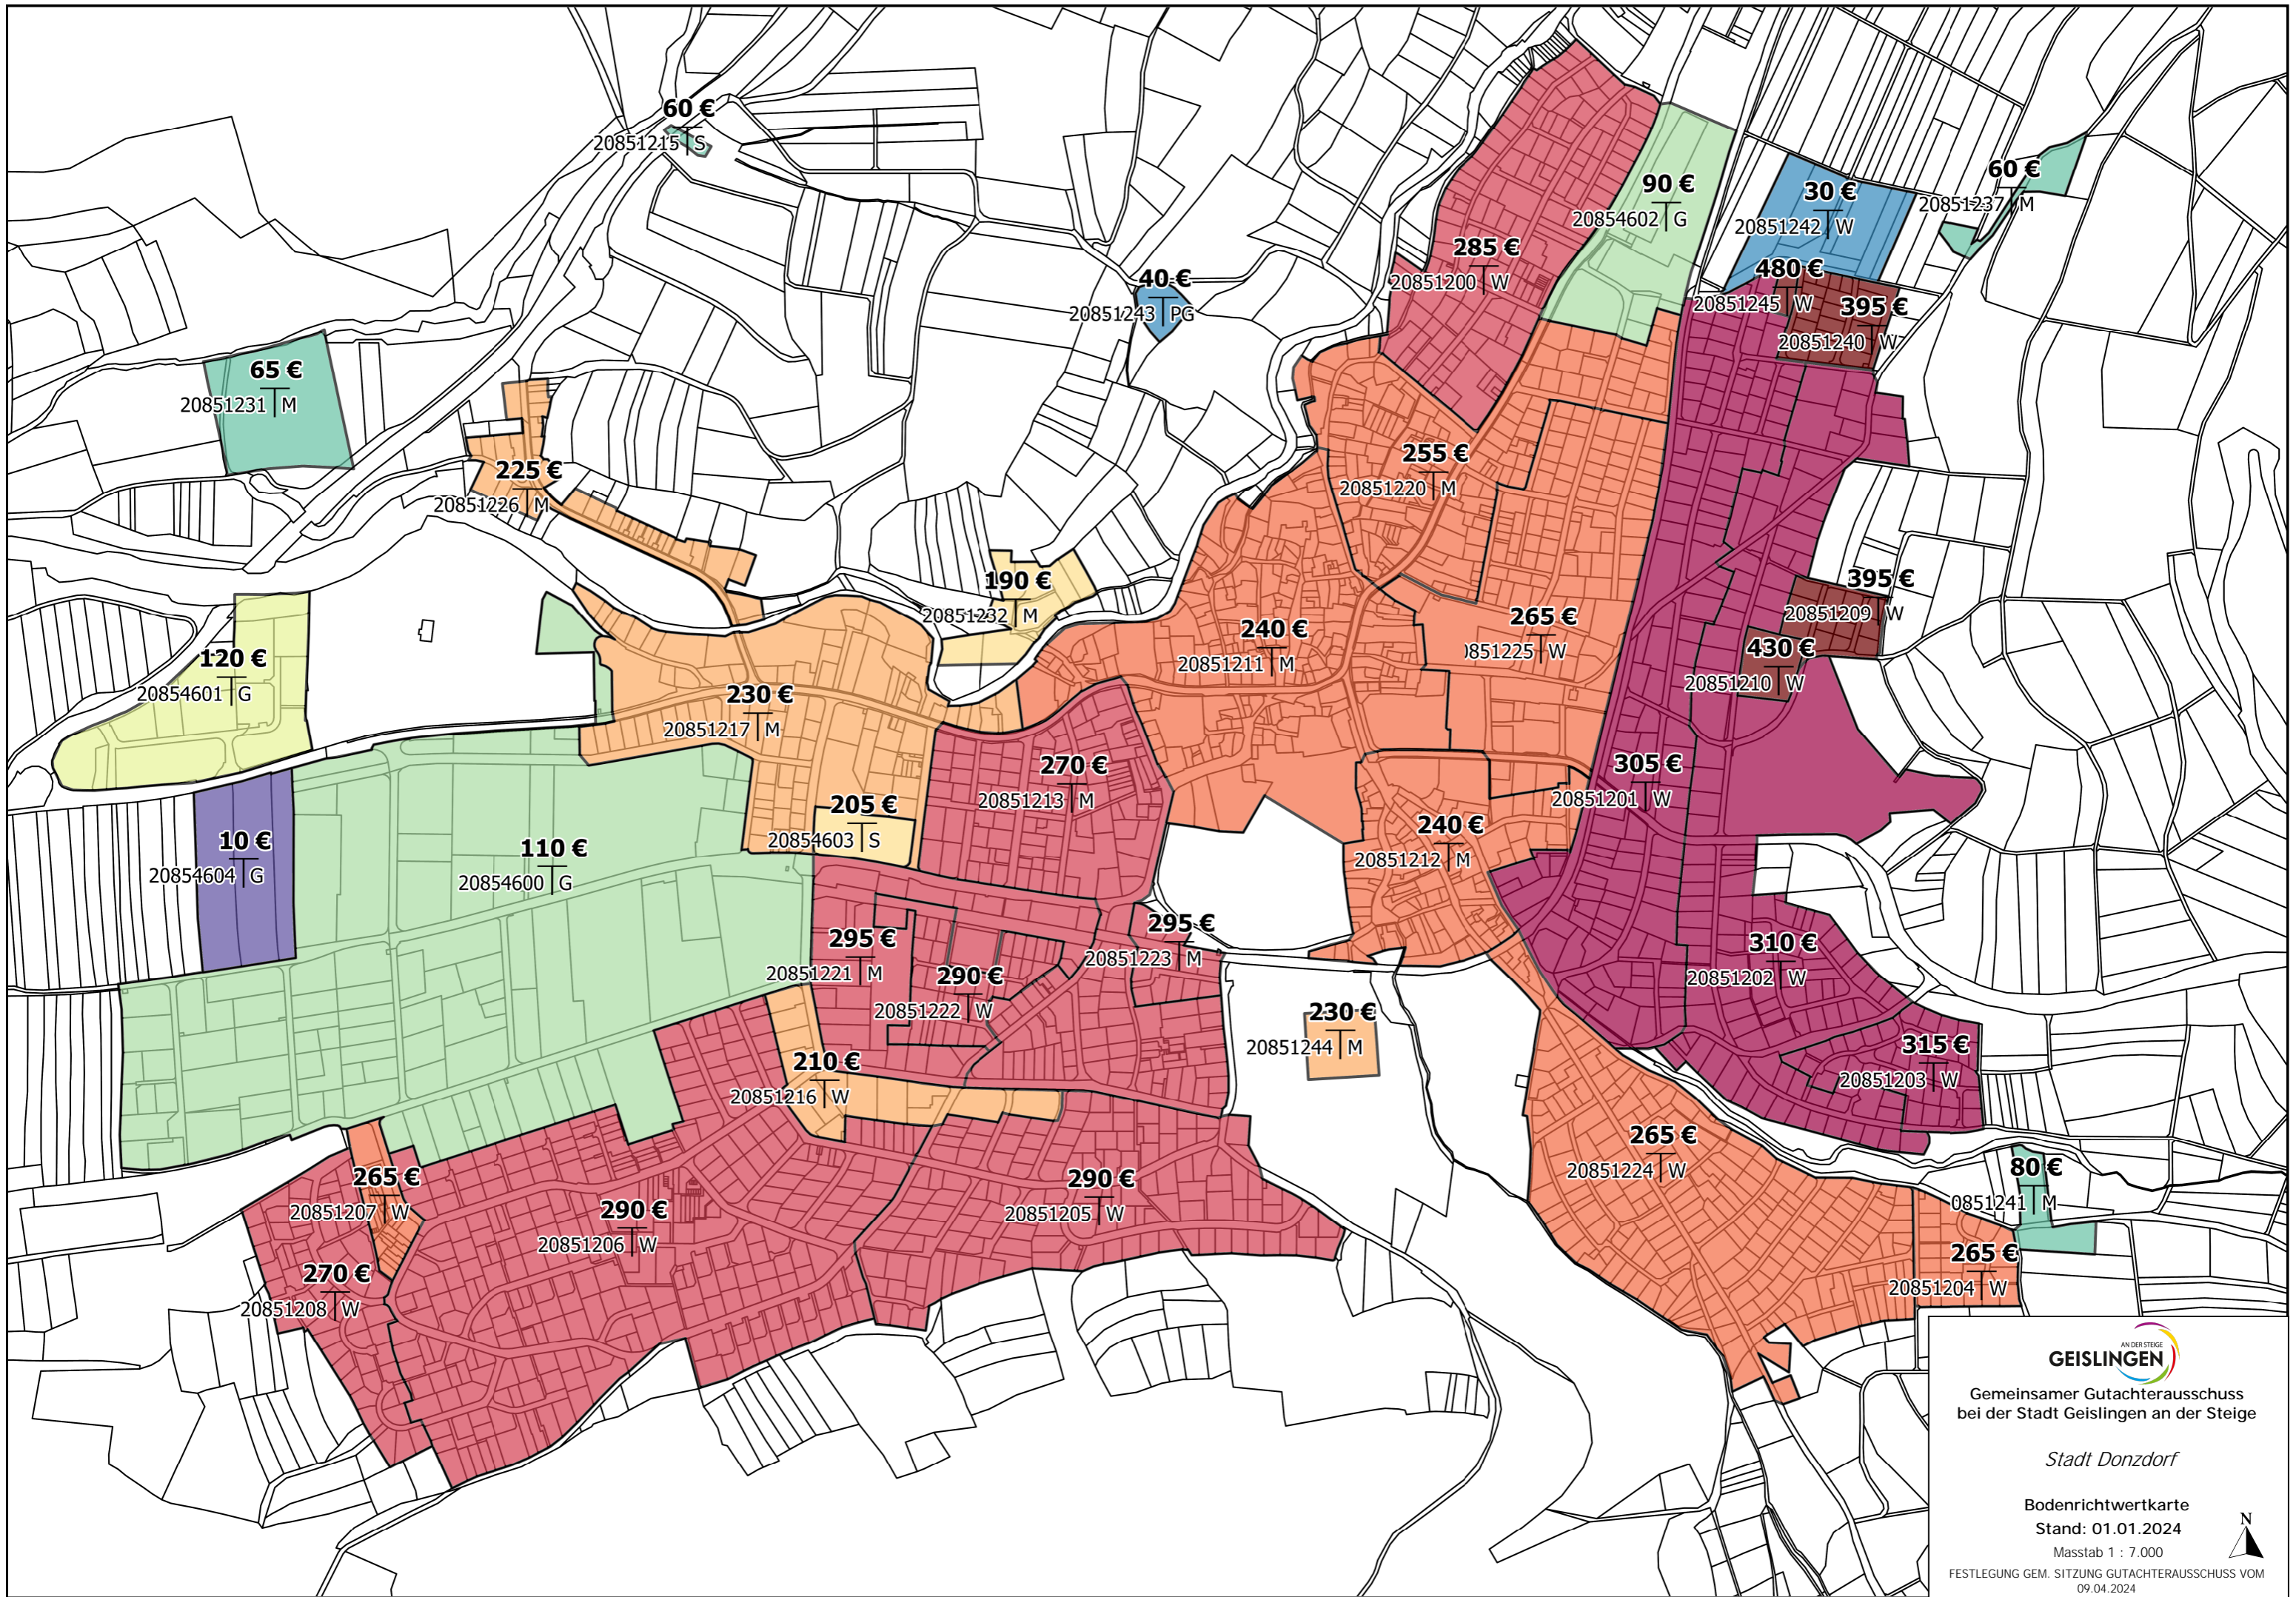 60 €
20851215 S
90 €
20854602 G
60 €
20851237 M
30 €
20851242 W
285 €
20851200 W
40 €
20851243 PG
480 €
20851245 W
395 €
20851240 W
65 €
20851231 M
225 €
20851226 M
255 €
20851220 M
190 €
20851232 M
395 €
20851209 W
265 €
0851225 W
240 €
20851211 M
430 €
20851210 W
120 €
20854601 G
230 €
20851217 M
270 €
20851213 M
305 €
20851201 W
205 €
20854603 S
240 €
20851212 M
10 €
20854604 G
110 €
20854600 G
295 €
20851221 M
295 €
20851223 M
290 €
20851222 W
310 €
20851202 W
230 €
20851244 M
315 €
20851203 W
210 €
20851216 W
265 €
20851224 W
80 €
0851241 M
265 €
20851207 W
290 €
20851206 W
290 €
20851205 W
265 €
20851204 W
270 €
20851208 W
AN DER STEIGE
GEISLINGEN
Gemeinsamer Gutachterausschuss
bei der Stadt Geislingen an der Steige
Stadt Donzdorf
Bodenrichtwertkarte
Stand: 01.01.2024
N
Masstab 1 : 7.000
FESTLEGUNG GEM. SITZUNG GUTACHTERAUSSCHUSS VOM
09.04.2024